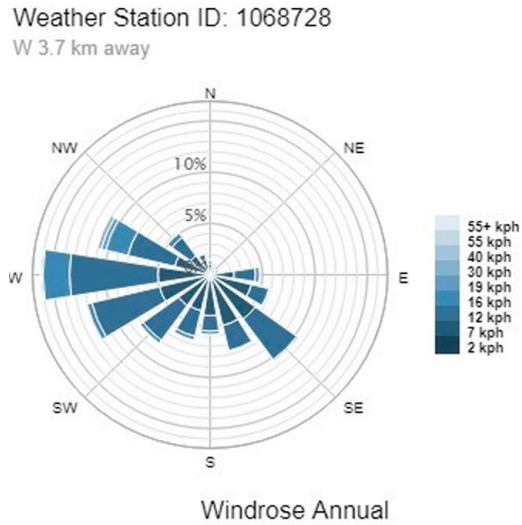 Weather Station ID: 1068728
W 3.7 km away
N
NW
NE
10%
5%
W
E
55+ kph
55 kph
40 kph
30 kph
19 kph
16 kph
12 kph
7 kph
2 kph
SW
SE
S
Windrose Annual